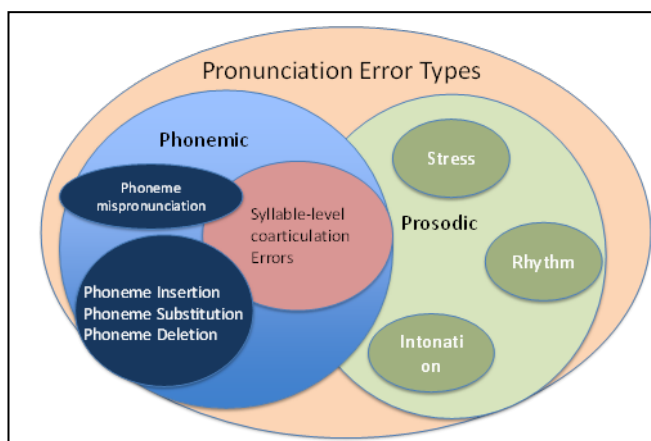 Pronunciation Error Types
Phonemic
Phoneme
mispronunciation
Syllable-level
coarticulation
Errors
Phoneme Insertion
Phoneme Substitution
Phoneme Deletion
Stress
Prosodic
Rhythm
Intonati
on